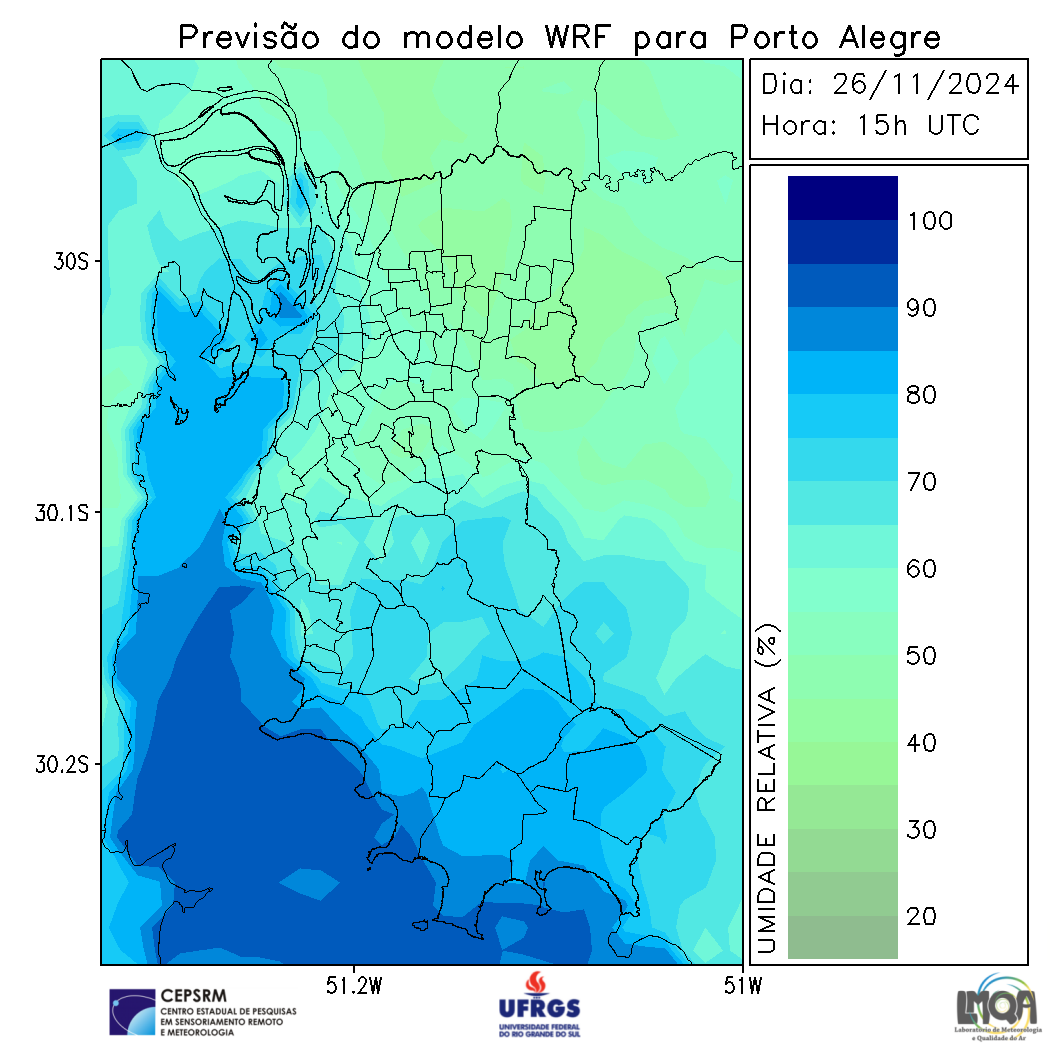 Previsão do modelo WRF para Porto Alegre
Dia: 26/11/2024
Hora: 15h UTC
30S
30.1S
30.2S
51.2W
51W
100
90
80
70
60
50
40
30
20
UMIDADE RELATIVA (%)
CEPSRM
CENTRO ESTADUAL DE PESQUISAS
EM SENSORIAMENTO REMOTO
E METEOROLOGIA
UFRGS
UNIVERSIDADE FEDERAL
DO RIO GRANDE DO SUL
LMQA
Laboratório de Meteorologia
e Qualidade do Ar